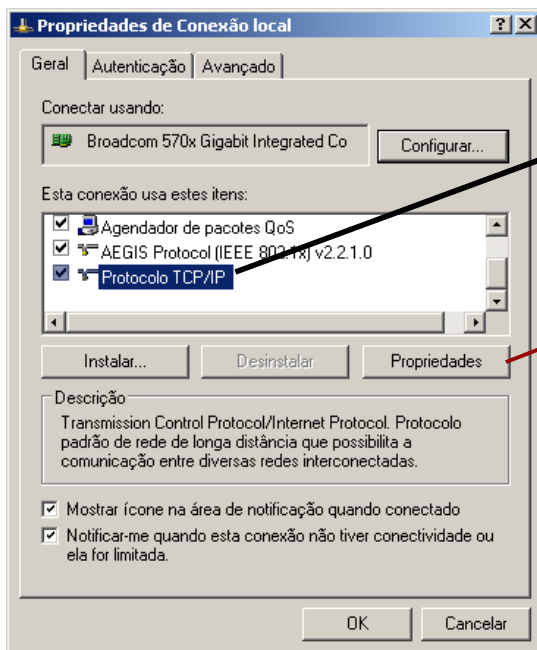 Propriedades de Conexão local
Geral Autenticação Avançado
Conectar usando:
Broadcom 570x Gigabit Integrated Co Configurar...
Esta conexão usa estes itens:
Agendador de pacotes QoS
AEGIS Protocol (IEEE 802.1x) v2.2.1.0
Protocolo TCP/IP
Instalar... Desinstalar Propriedades
Descrição
Transmission Control Protocol/Internet Protocol. Protocolo
padrão de rede de longa distância que possibilita a
comunicação entre diversas redes interconectadas.
Mostrar ícone na área de notificação quando conectado
Notificar-me quando esta conexão não tiver conectividade ou
ela for limitada.
OK Cancelar